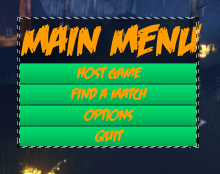 MAIN MENU
HOST GAME
FIND A MATCH
OPTIONS
QUIT